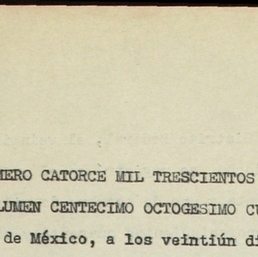 MERO CATORCE MIL TRESCIENTOS
LUMEN CENTECIMO OCTOGESIMO CU
de México, a los veintiún di